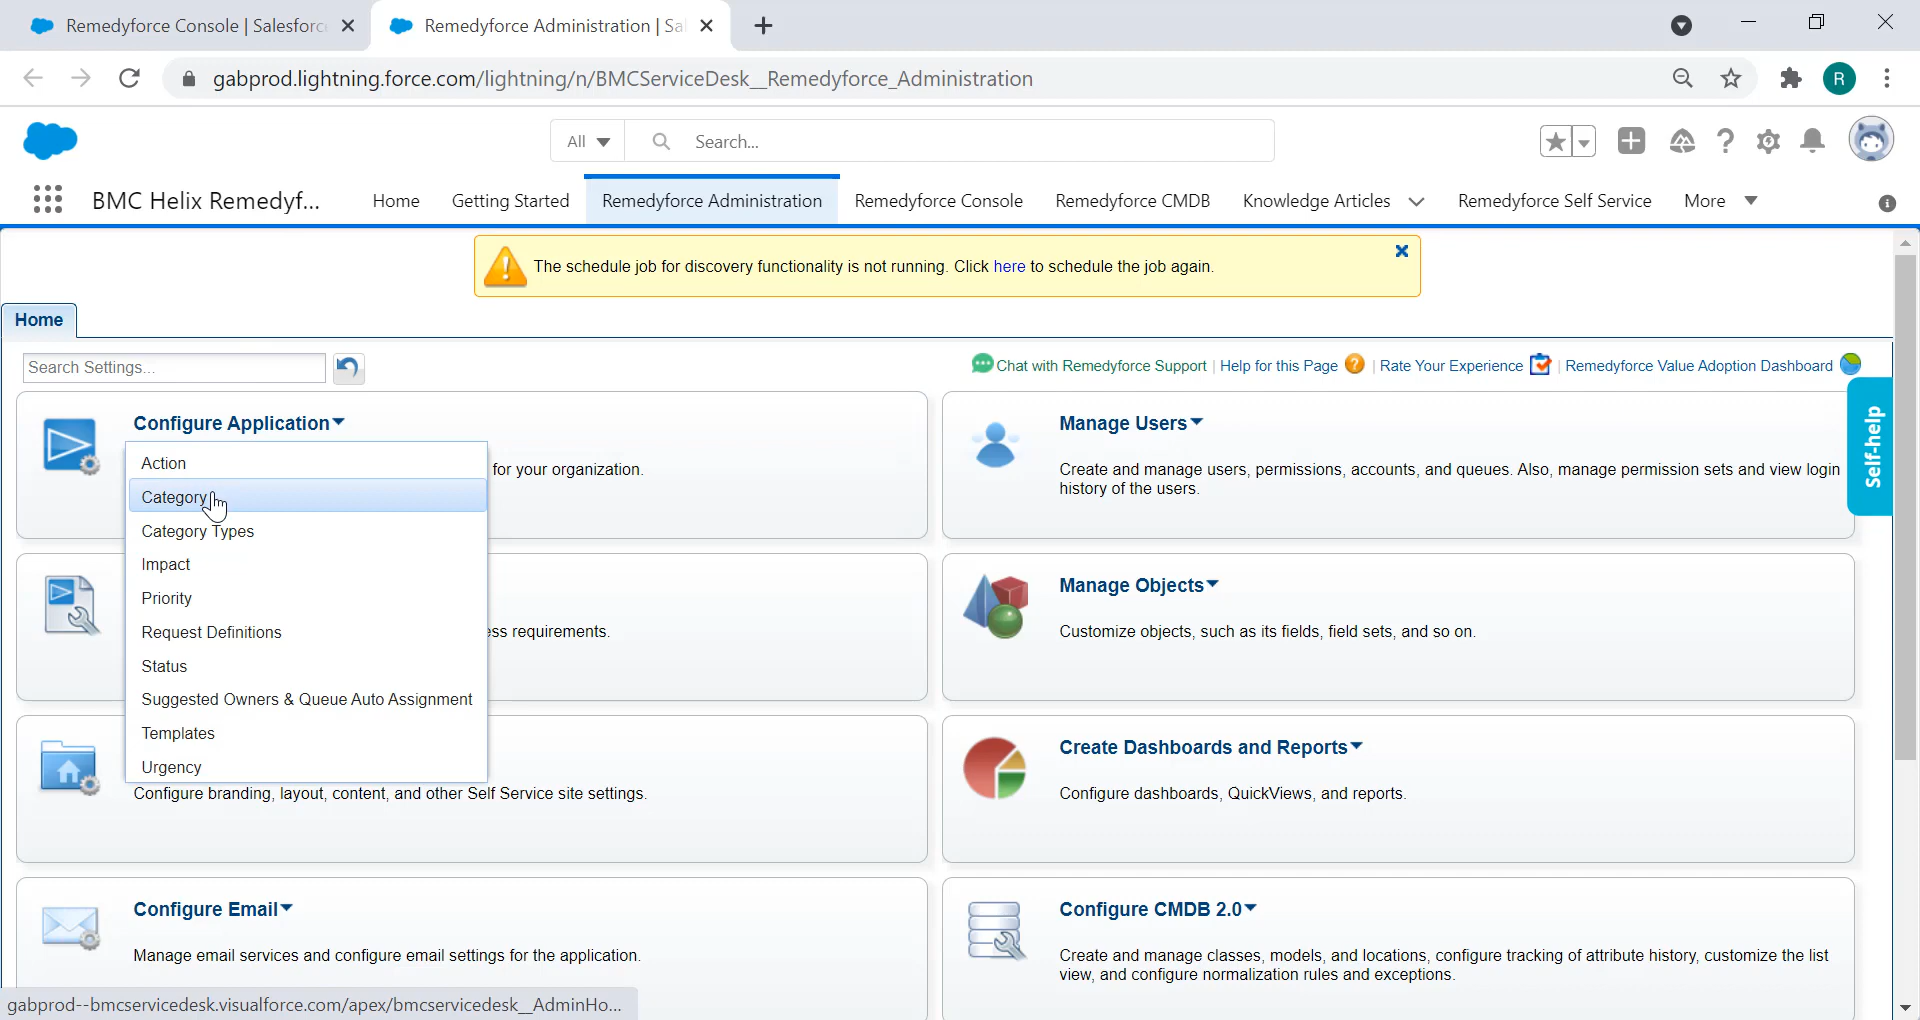 Remedyforce Console | Salesforc
Remedyforce Administration | Sa
gabprod.lightning.force.com/lightning/n/BMCServiceDesk__Remedyforce_Administration
R
All
Search...
BMC Helix Remedyf...
Home
Getting Started
Remedyforce Administration
Remedyforce Console
Remedyforce CMDB
Knowledge Articles
Remedyforce Self Service
More
The schedule job for discovery functionality is not running. Click here to schedule the job again.
Home
Search Settings...
Chat with Remedyforce Support | Help for this Page | Rate Your Experience | Remedyforce Value Adoption Dashboard
Self-help
Configure Application
for your organization.
Action
Category
Category Types
Impact
Priority
Request Definitions
Status
Suggested Owners & Queue Auto Assignment
Templates
Urgency
Manage Users
Create and manage users, permissions, accounts, and queues. Also, manage permission sets and view login
history of the users.
ess requirements.
Manage Objects
Customize objects, such as its fields, field sets, and so on.
Configure branding, layout, content, and other Self Service site settings.
Create Dashboards and Reports
Configure dashboards, QuickViews, and reports.
Configure Email
Manage email services and configure email settings for the application.
Configure CMDB 2.0
Create and manage classes, models, and locations, configure tracking of attribute history, customize the list
view, and configure normalization rules and exceptions.
gabprod--bmcservicedesk.visualforce.com/apex/bmcservicedesk__AdminHo...